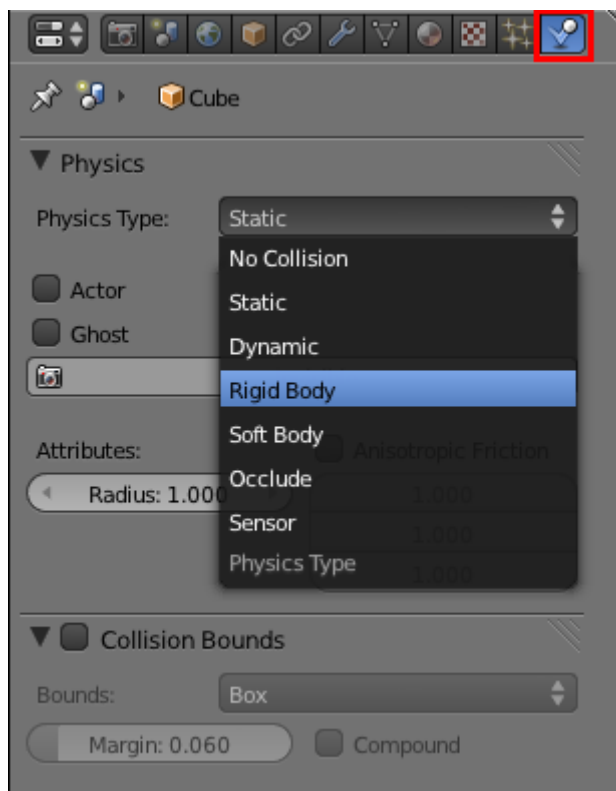 Cube
Physics
Physics Type: Static
No Collision
Actor
Static
Ghost
Dynamic
Rigid Body
Soft Body
Attributes: Anisotropic Friction
Occlude
Radius: 1.000 1.000
Sensor 1.000
Physics Type 1.000
Collision Bounds
Bounds: Box
Margin: 0.060 Compound